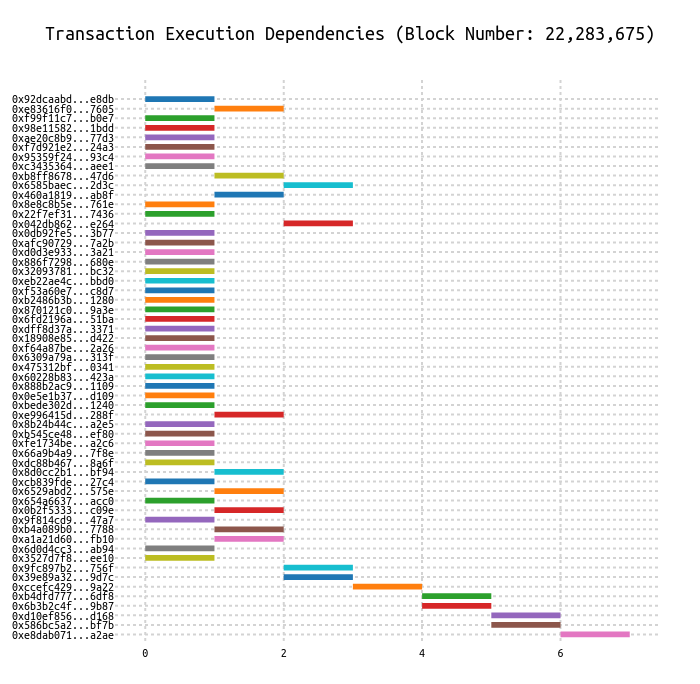 Transaction Execution Dependencies (Block Number: 22,283,675)
0x92dcaabd...e8db
0xe83616f0...7605
0xf99f11c7...b0e7
0x98e11582...1bdd
0xae20c8b9...77d3
0xf7d921e2...24a3
0x95359f24...93c4
0xc3435364...aee1
0xb8ff8678...47d6
0x6585baec...2d3c
0x460a1819...ab8f
0x8e8c8b5e...761e
0x22f7ef31...7436
0x042db862...e264
0x0db92fe5...3b77
0xafc90729...7a2b
0xd0d3e933...3a21
0x886f7298...680e
0x32093781...bc32
0xeb22ae4c...bbd0
0xf53a60e7...c8d7
0xb2486b3b...1280
0x870121c0...9a3e
0x6fd2196a...51ba
0xdff8d37a...3371
0x18908e85...d422
0xf64a87be...2a26
0x6309a79a...313f
0x475312bf...0341
0x60228b83...423a
0x888b2ac9...1109
0x0e5e1b37...d109
0xbede302d...1240
0xe996415d...288f
0x8b24b44c...a2e5
0xb545ce48...ef80
0xfe1734be...a2c6
0x66a9b4a9...7f8e
0xdc88b467...8a6f
0x8d0cc2b1...bf94
0xcb839fde...27c4
0x6529abd2...575e
0x654a6637...acc0
0x0b2f5333...c09e
0x9f814cd9...47a7
0xb4a089b0...7788
0xa1a21d60...fb10
0x6d0d4cc3...ab94
0x3527d7f8...ee10
0x9fc897b2...756f
0x39e89a32...9d7c
0xccefc429...9a22
0xb4dfd777...6df8
0x6b3b2c4f...9b87
0xd10ef856...d168
0x586bc5a2...bf7b
0xe8dab071...a2ae
0 2 4 6